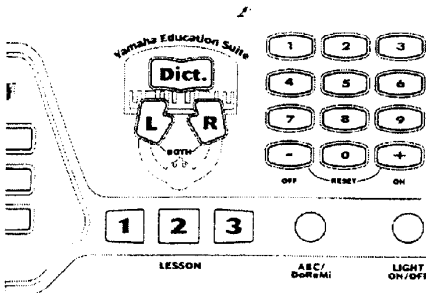 Yamaha Education Suite
Dict.
L R
BOTH
1 2 3
4 5 6
7 8 9
- 0 +
OFF RESET ON
1 2 3
LESSON
ABC/
DoReMi
LIGHT
ON/OFF